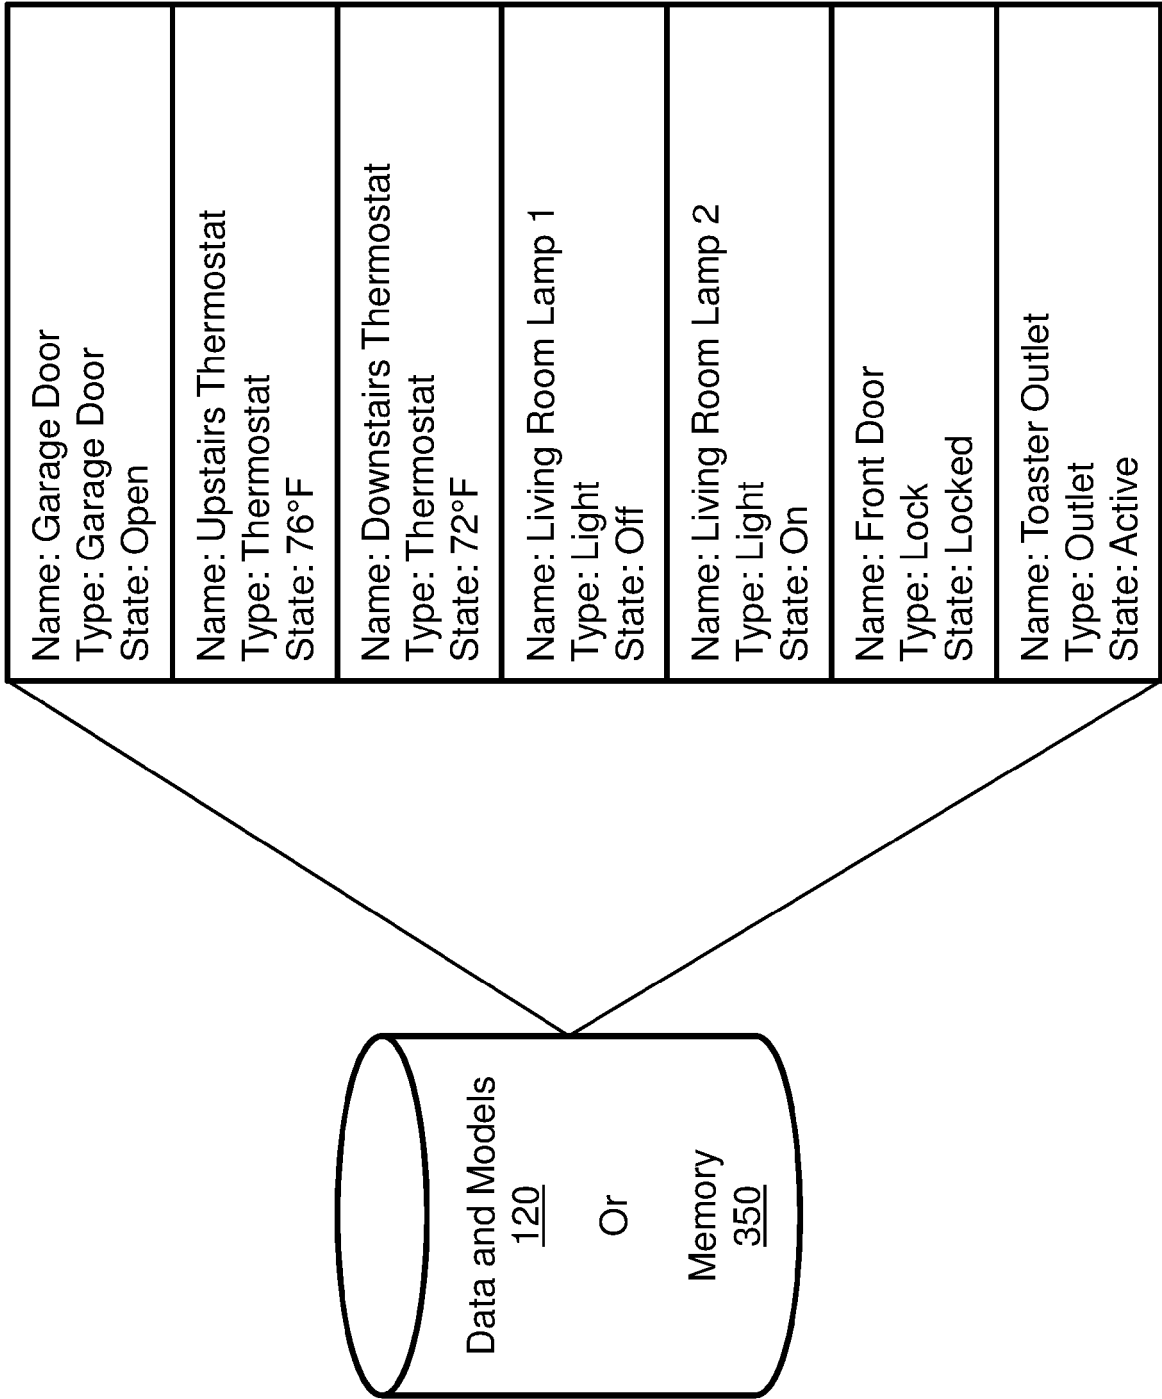 Data and Models
120
Or
Memory
350
Name: Garage Door
Type: Garage Door
State: Open
Name: Upstairs Thermostat
Type: Thermostat
State: 76°F
Name: Downstairs Thermostat
Type: Thermostat
State: 72°F
Name: Living Room Lamp 1
Type: Light
State: Off
Name: Living Room Lamp 2
Type: Light
State: On
Name: Front Door
Type: Lock
State: Locked
Name: Toaster Outlet
Type: Outlet
State: Active